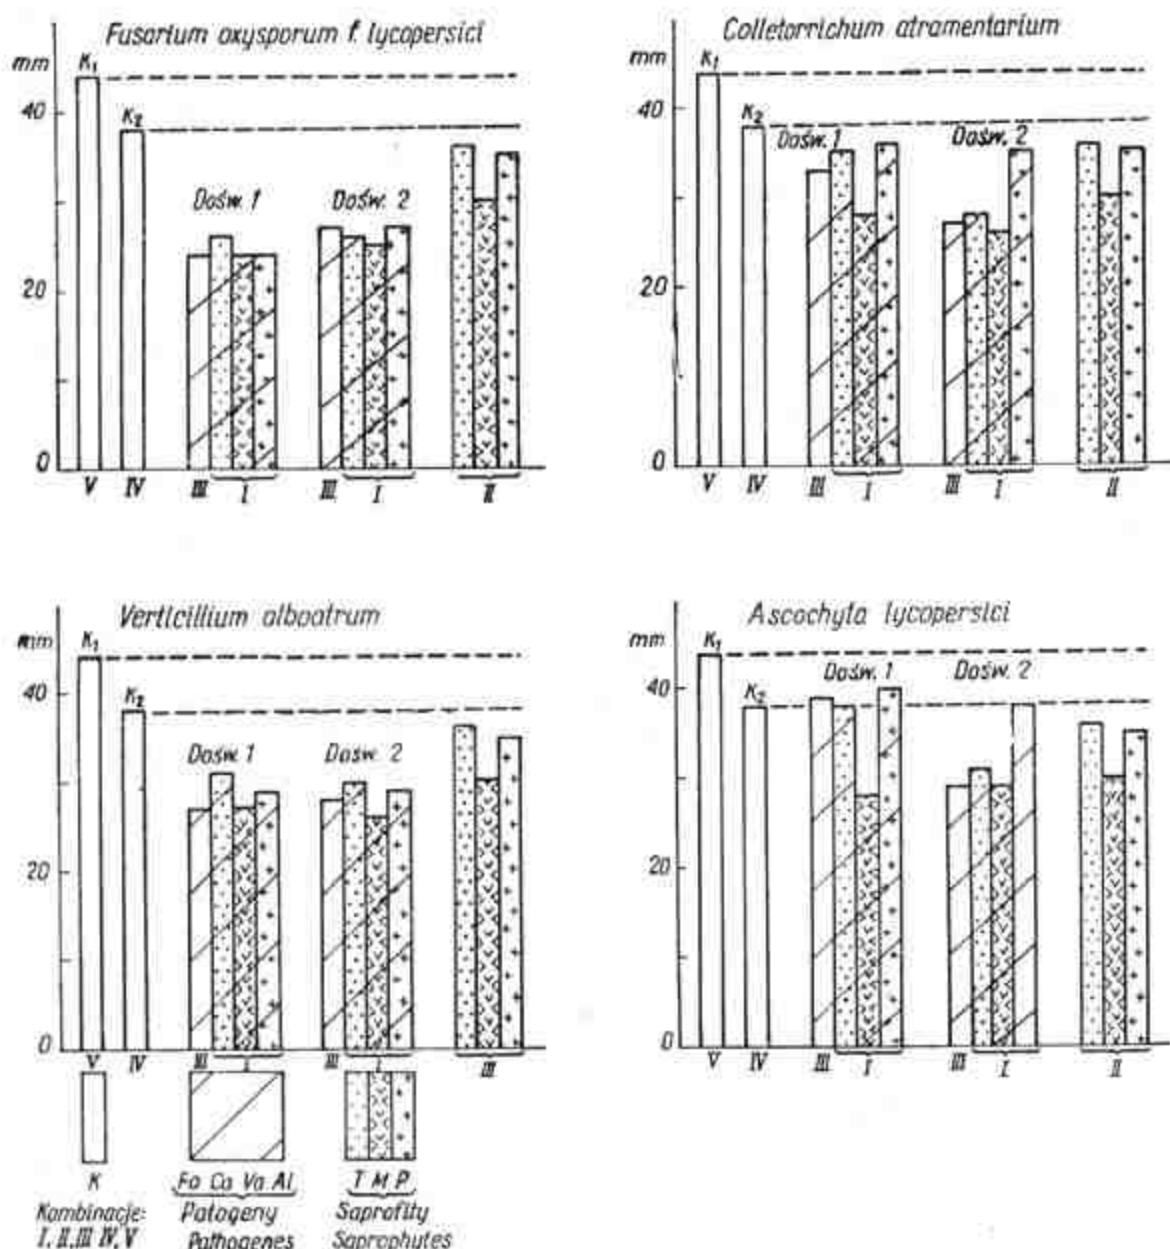 Fusarium oxysporum f. lycopersici
mm
K1
40
K2
Dośw. 1
Dośw. 2
20
0
V IV III I III I II
Colletorrichum atramentarium
mm
K1
40
K2
Dośw. 1
Dośw. 2
20
0
V IV III I III I II
Verticillium alboatrum
mm
K1
40
K2
Dośw. 1
Dośw. 2
20
0
V IV III I III I III
Ascochyta lycopersici
mm
K1
Dośw. 1
Dośw. 2
40
K2
20
0
V IV III I III I II
K
Fo Ca Va Al
T M P
Kombinacje:
I, II, III IV, V
Patogeny
Pathogenes
Saprofity
Saprophytes